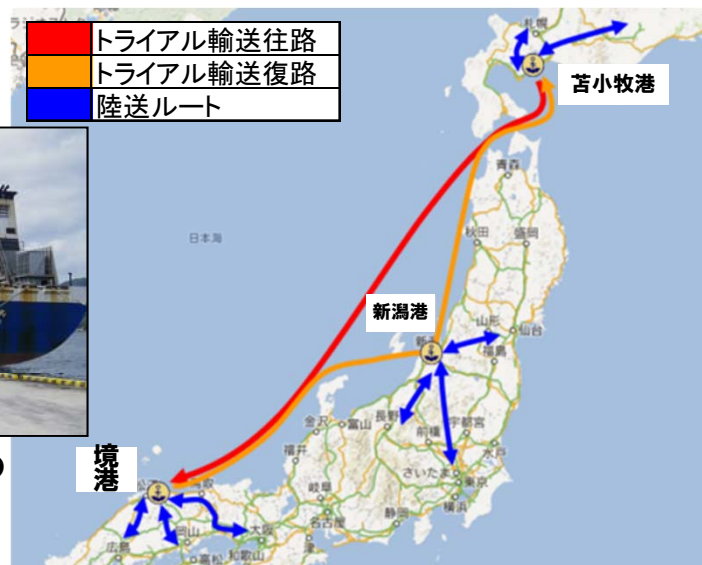 トライアル輸送往路
トライアル輸送復路
陸送ルート
札幌
苫小牧港
青森
日本海
秋田
盛岡
新潟港
山形
仙台
福島
長野
前橋
宇都宮
水戸
金沢
富山
福井
さいたま
東京
横浜
境港
岐阜
名古屋
静岡
津
大阪
岡山
広島
高松
和歌山